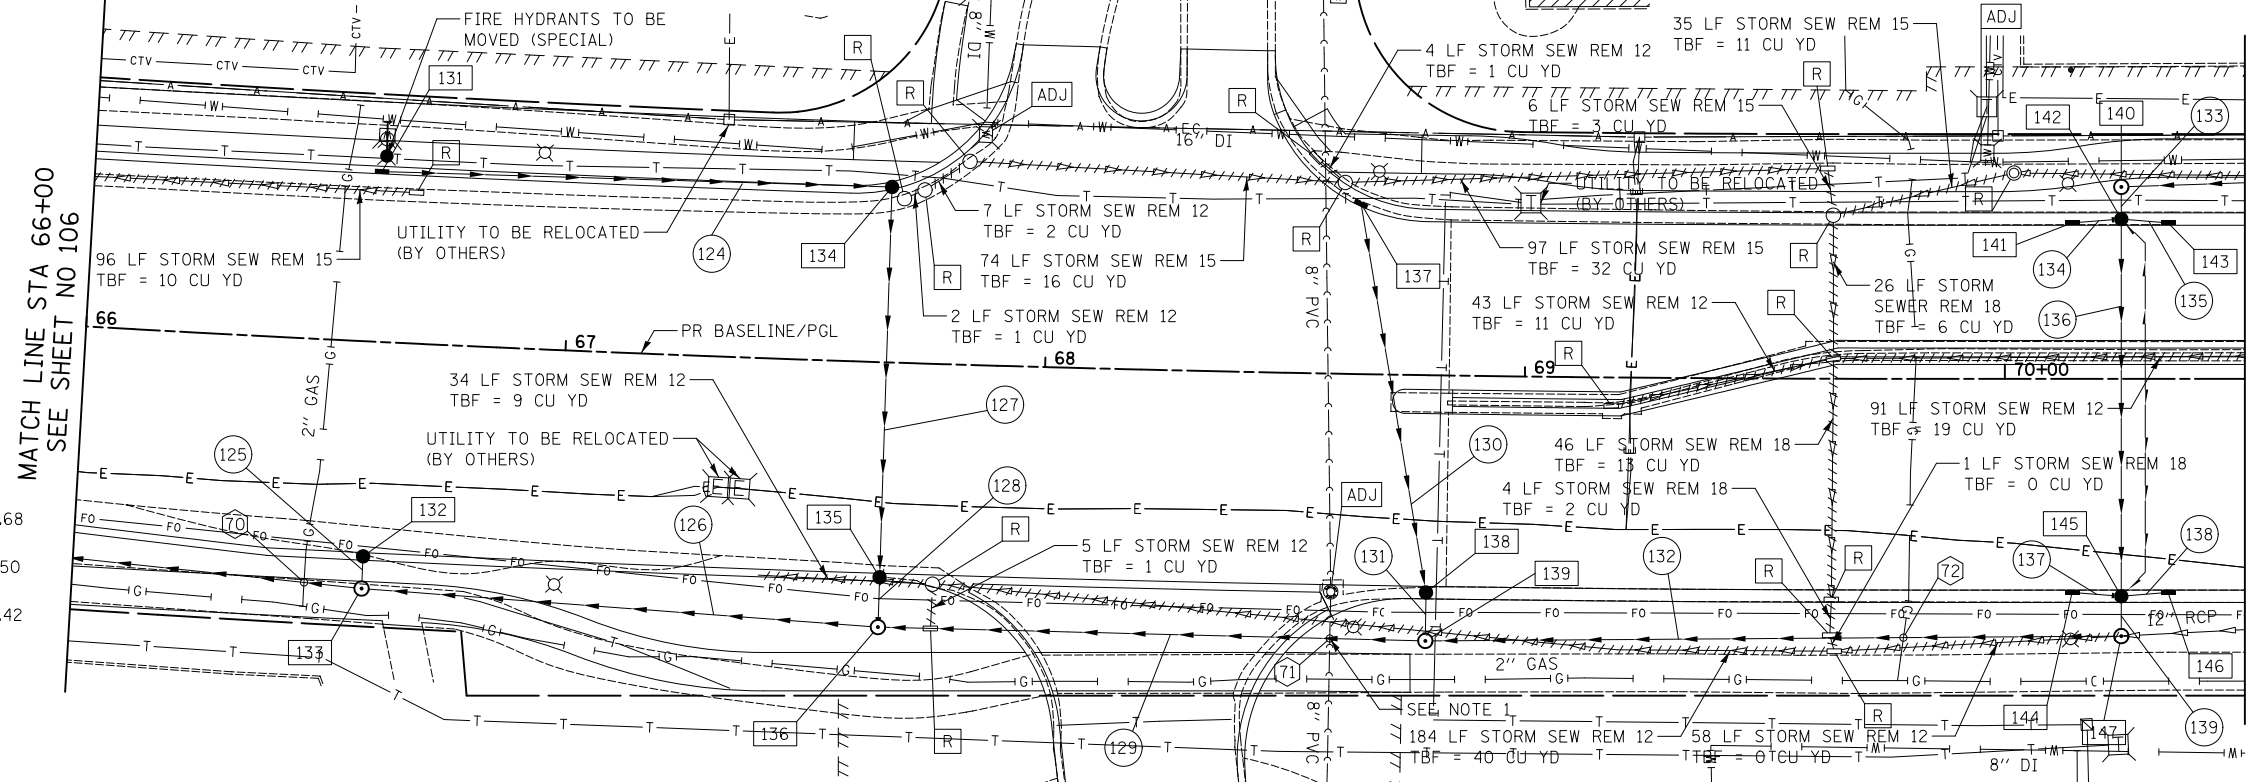 FIRE HYDRANTS TO BE
MOVED (SPECIAL)
131
R
R
R
ADJ
8" DI
16" DI
R
4 LF STORM SEW REM 12
TBF = 1 CU YD
35 LF STORM SEW REM 15
TBF = 11 CU YD
ADJ
R
6 LF STORM SEW REM 15
TBF = 3 CU YD
142
140
133
MATCH LINE STA 66+00
SEE SHEET NO 106
UTILITY TO BE RELOCATED
(BY OTHERS)
124
134
7 LF STORM SEW REM 12
TBF = 2 CU YD
R
74 LF STORM SEW REM 15
TBF = 16 CU YD
R
8" PVC
UTILITY TO BE RELOCATED
(BY OTHERS)
R
97 LF STORM SEW REM 15
TBF = 32 CU YD
137
R
141
134
143
135
96 LF STORM SEW REM 15
TBF = 10 CU YD
2 LF STORM SEW REM 12
TBF = 1 CU YD
43 LF STORM SEW REM 12
TBF = 11 CU YD
R
R
26 LF STORM
SEWER REM 18
TBF = 6 CU YD
136
66
67
PR BASELINE/PGL
68
69
70+00
2" GAS
34 LF STORM SEW REM 12
TBF = 9 CU YD
127
91 LF STORM SEW REM 12
TBF = 19 CU YD
UTILITY TO BE RELOCATED
(BY OTHERS)
125
130
46 LF STORM SEW REM 18
TBF = 13 CU YD
1 LF STORM SEW REM 18
TBF = 0 CU YD
4 LF STORM SEW REM 18
TBF = 2 CU YD
128
ADJ
.68
70
132
126
135
R
5 LF STORM SEW REM 12
TBF = 1 CU YD
131
138
132
R
R
72
145
137
138
50
139
.42
12" RCP
133
71
2" GAS
146
SEE NOTE 1
8" PVC
136
R
129
184 LF STORM SEW REM 12
TBF = 40 CU YD
R
58 LF STORM SEW REM 12
TBF = 0 CU YD
144
147
139
8" DI
CTV
CTV
CTV
CTV